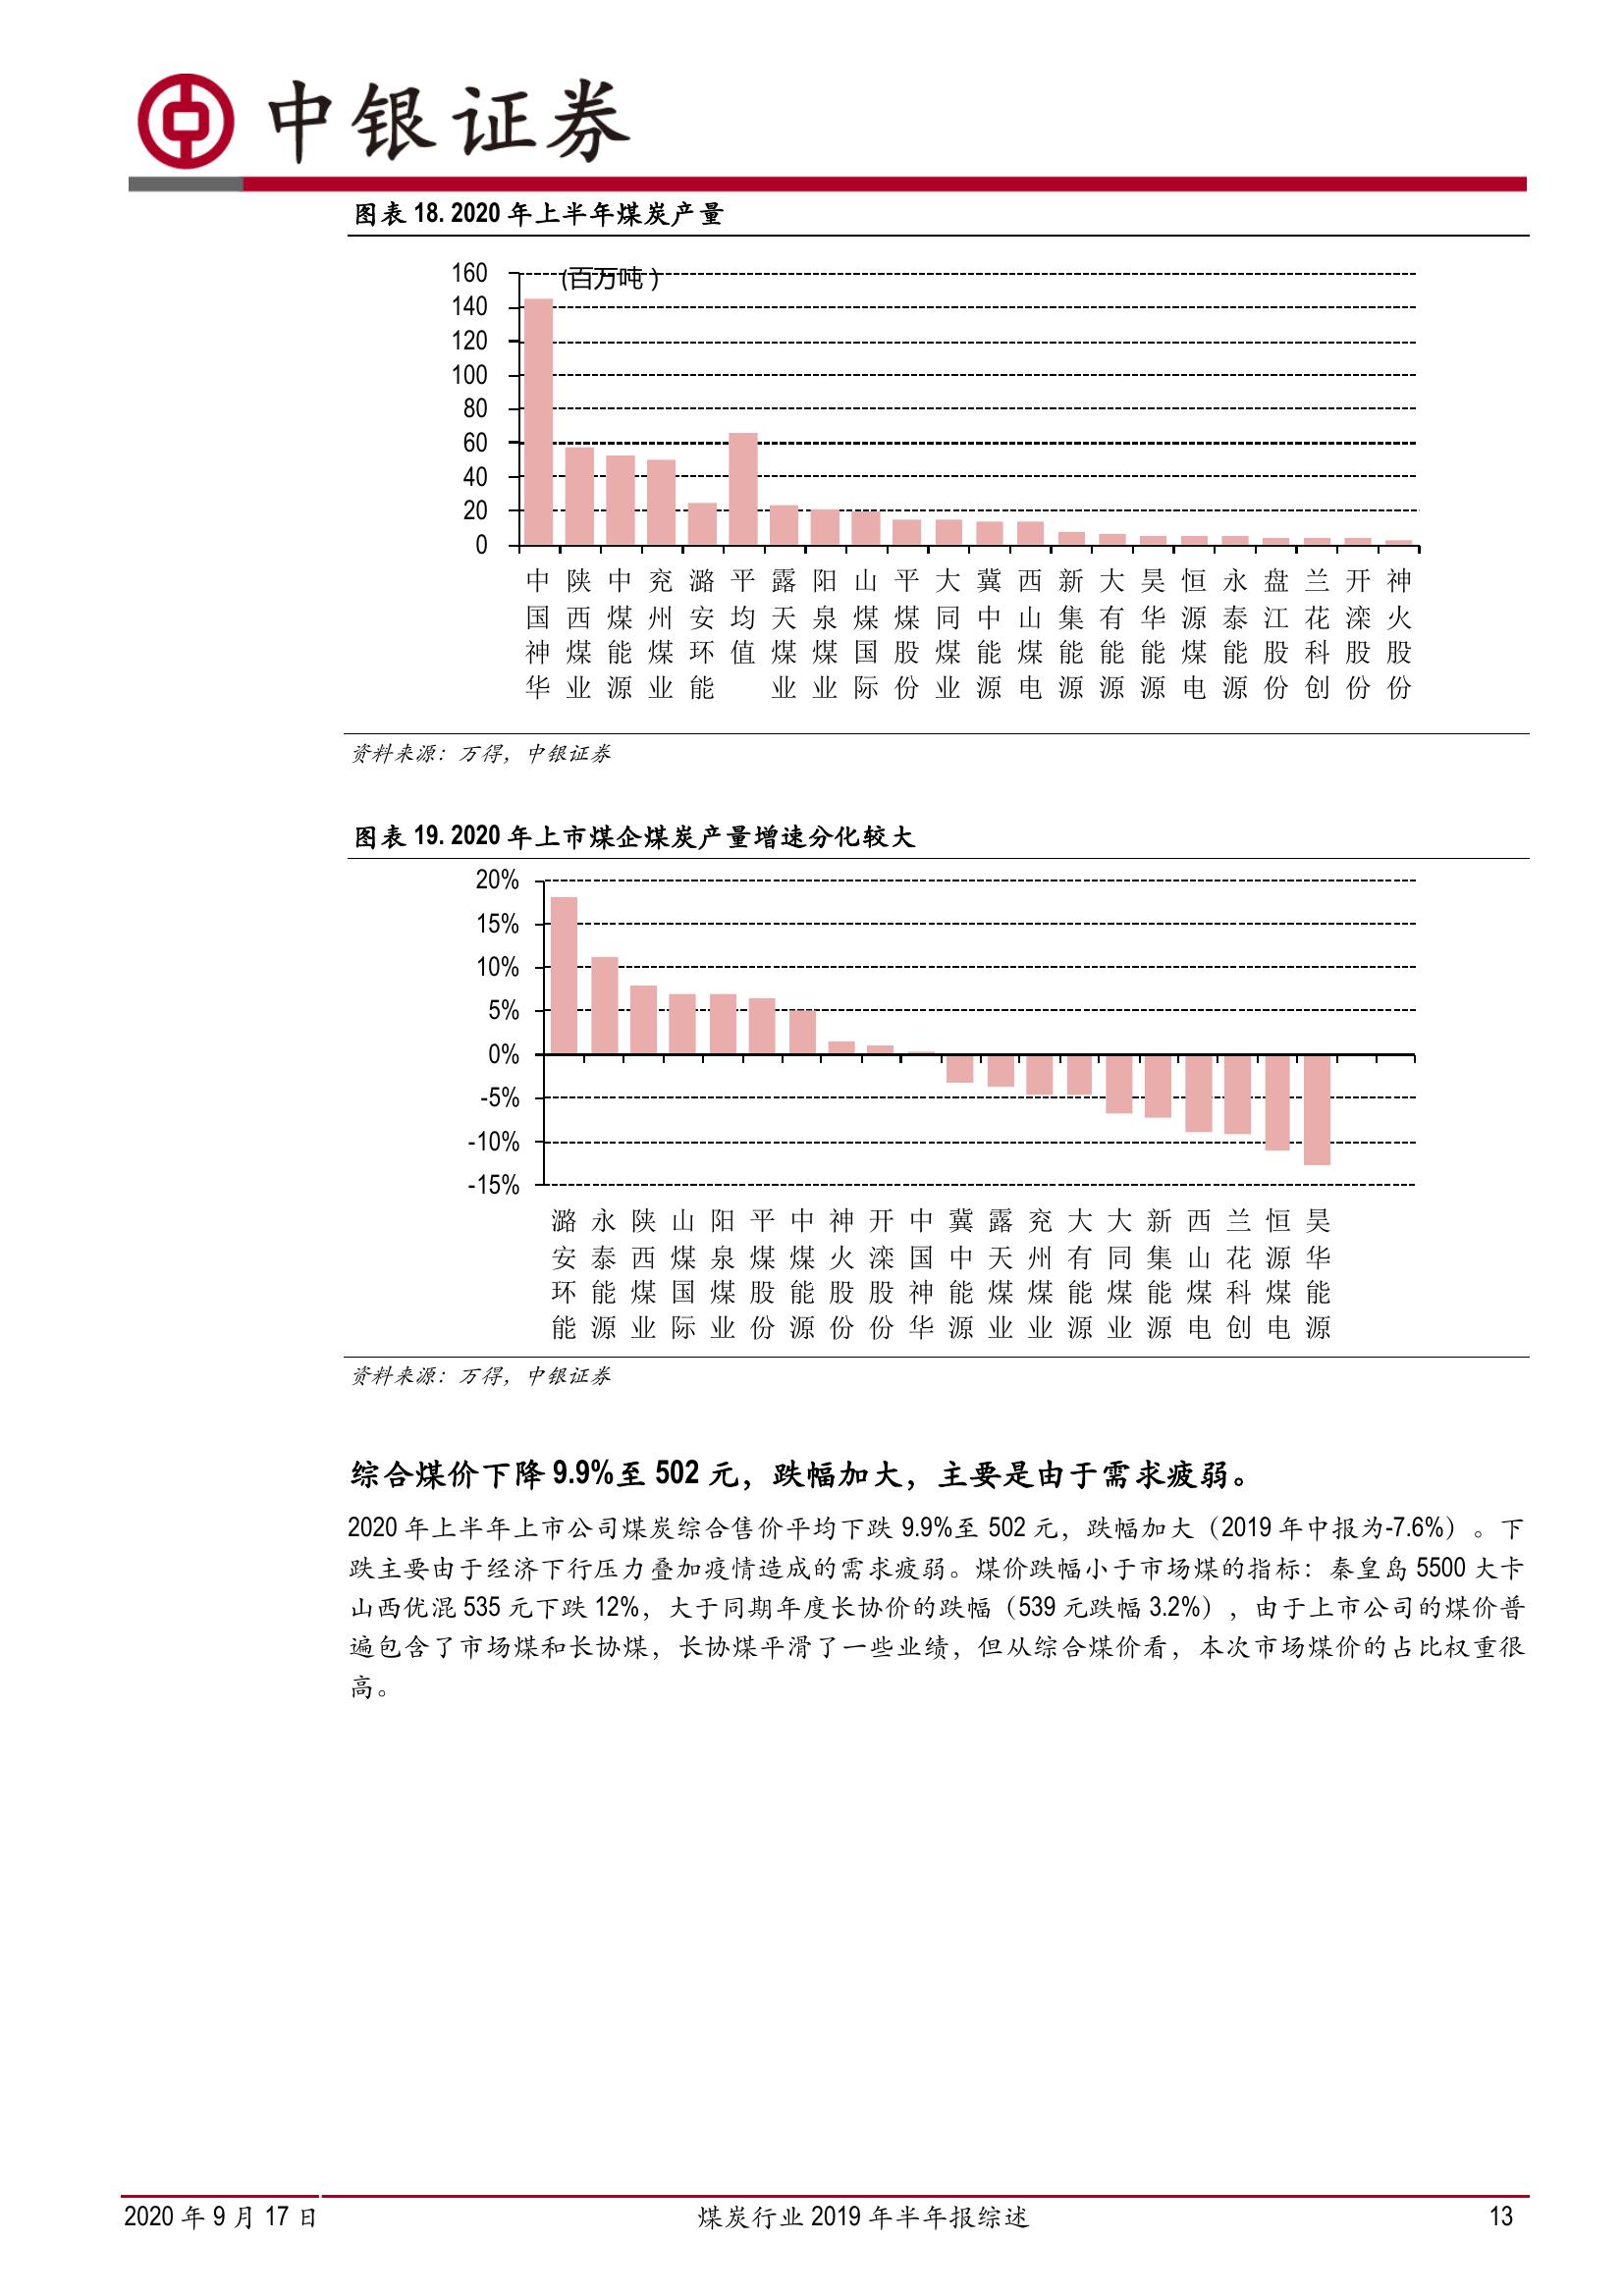 中银证券
图表 18. 2020 年上半年煤炭产量
(百万吨)
160
140
120
100
80
60
40
20
0
中国神华 陕西煤业 中煤能源 兖州煤业 潞安环能 平均值 露天煤业 阳泉煤业 山煤国际 平煤股份 大同煤业 冀中能源 西山煤电 新集能源 大有能源 昊华能源 恒源煤电 永泰能源 盘江股份 兰花科创 开滦股份 神火股份
资料来源：万得，中银证券
图表 19. 2020 年上市煤企煤炭产量增速分化较大
20%
15%
10%
5%
0%
-5%
-10%
-15%
潞安环能 永泰能源 陕西煤业 山煤国际 阳泉煤业 平煤股份 中煤能源 神火股份 开滦股份 中国神华 冀中能源 露天煤业 兖州煤业 大有能源 大同煤业 新集能源 西山煤电 兰花科创 恒源煤电 昊华能源
资料来源：万得，中银证券
综合煤价下降 9.9%至 502 元，跌幅加大，主要是由于需求疲弱。
2020 年上半年上市公司煤炭综合售价平均下跌 9.9%至 502 元，跌幅加大（2019 年中报为-7.6%）。下
跌主要由于经济下行压力叠加疫情造成的需求疲弱。煤价跌幅小于市场煤的指标：秦皇岛 5500 大卡
山西优混 535 元下跌 12%，大于同期年度长协价的跌幅（539 元跌幅 3.2%），由于上市公司的煤价普
遍包含了市场煤和长协煤，长协煤平滑了一些业绩，但从综合煤价看，本次市场煤价的占比权重很
高。
2020 年 9 月 17 日
煤炭行业 2019 年半年报综述
13